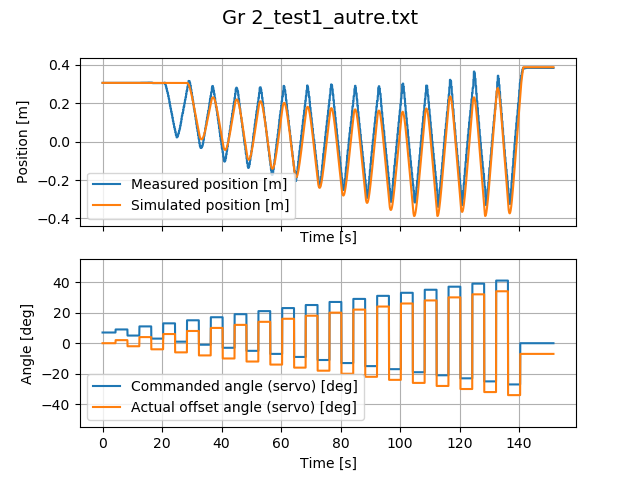 Gr 2_test1_autre.txt
0.4
0.2
0.0
−0.2
−0.4
Position [m]
Measured position [m]
Simulated position [m]
Time [s]
40
20
0
−20
−40
Angle [deg]
Commanded angle (servo) [deg]
Actual offset angle (servo) [deg]
0 20 40 60 80 100 120 140
Time [s]